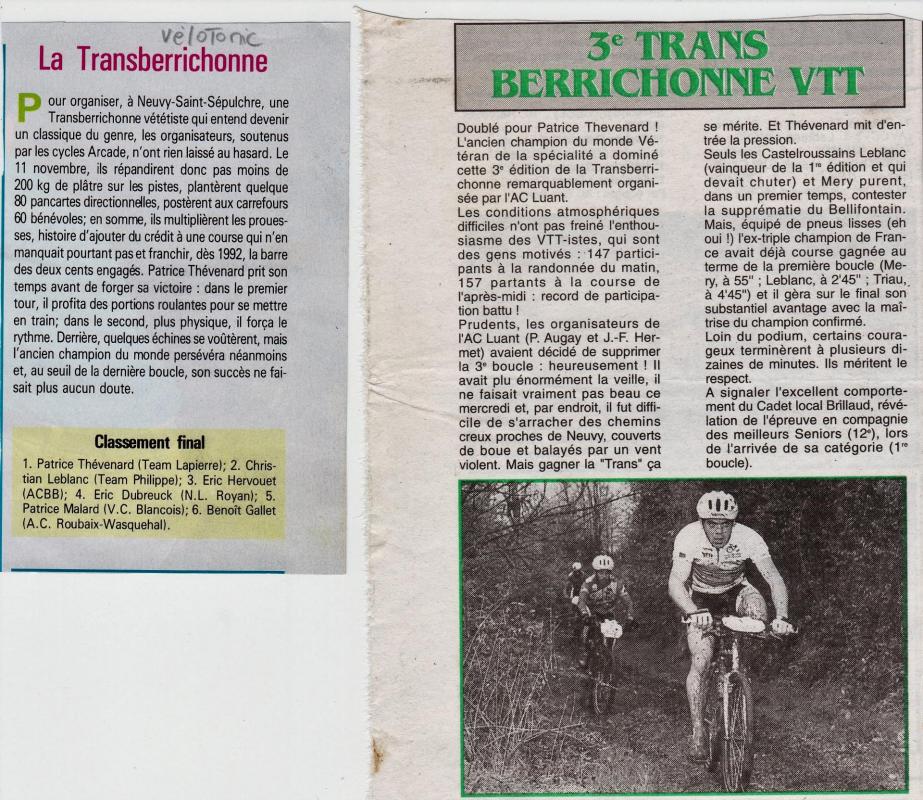 vélotonic
La Transberrichonne
Pour organiser, à Neuvy-Saint-Sépulchre, une
Transberrichonne vététiste qui entend devenir
un classique du genre, les organisateurs, soutenus
par les cycles Arcade, n'ont rien laissé au hasard. Le
11 novembre, ils répandirent donc pas moins de
200 kg de plâtre sur les pistes, plantèrent quelque
80 pancartes directionnelles, postèrent aux carrefours
60 bénévoles; en somme, ils multiplièrent les proues-
ses, histoire d'ajouter du crédit à une course qui n'en
manquait pourtant pas et franchir, dès 1992, la barre
des deux cents engagés. Patrice Thévenard prit son
temps avant de forger sa victoire : dans le premier
tour, il profita des portions roulantes pour se mettre
en train; dans le second, plus physique, il força le
rythme. Derrière, quelques échines se voûtèrent, mais
l'ancien champion du monde persévéra néanmoins
et, au seuil de la dernière boucle, son succès ne fai-
sait plus aucun doute.
Classement final
1. Patrice Thévenard (Team Lapierre); 2. Chris-
tian Leblanc (Team Philippe); 3. Eric Hervouet
(ACBB); 4. Eric Dubreuck (N.L. Royan); 5.
Patrice Malard (V.C. Blancois); 6. Benoît Gallet
(A.C. Roubaix-Wasquehal).
3e TRANS
BERRICHONNE VTT
Doublé pour Patrice Thevenard !
L'ancien champion du monde Vé-
téran de la spécialité a dominé
cette 3e édition de la Transberri-
chonne remarquablement organi-
sée par l'AC Luant.
Les conditions atmosphériques
difficiles n'ont pas freiné l'enthou-
siasme des VTT-istes, qui sont
des gens motivés : 147 partici-
pants à la randonnée du matin,
157 partants à la course de
l'après-midi : record de participa-
tion battu !
Prudents, les organisateurs de
l'AC Luant (P. Augay et J.-F. Her-
met) avaient décidé de supprimer
la 3e boucle : heureusement ! Il
avait plu énormément la veille, il
ne faisait vraiment pas beau ce
mercredi et, par endroit, il fut diffi-
cile de s'arracher des chemins
creux proches de Neuvy, couverts
de boue et balayés par un vent
violent. Mais gagner la "Trans" ça
se mérite. Et Thévenard mit d'en-
trée la pression.
Seuls les Castelroussains Leblanc
(vainqueur de la 1re édition et qui
devait chuter) et Mery purent,
dans un premier temps, contester
la supprématie du Bellifontain.
Mais, équipé de pneus lisses (eh
oui !) l'ex-triple champion de Fran-
ce avait déjà course gagnée au
terme de la première boucle (Me-
ry, à 55" ; Leblanc, à 2'45" ; Triau,
à 4'45") et il gèra sur le final son
substantiel avantage avec la maî-
trise du champion confirmé.
Loin du podium, certains coura-
geux terminèrent à plusieurs di-
zaines de minutes. Ils méritent le
respect.
A signaler l'excellent comporte-
ment du Cadet local Brillaud, révé-
lation de l'épreuve en compagnie
des meilleurs Seniors (12e), lors
de l'arrivée de sa catégorie (1re
boucle).